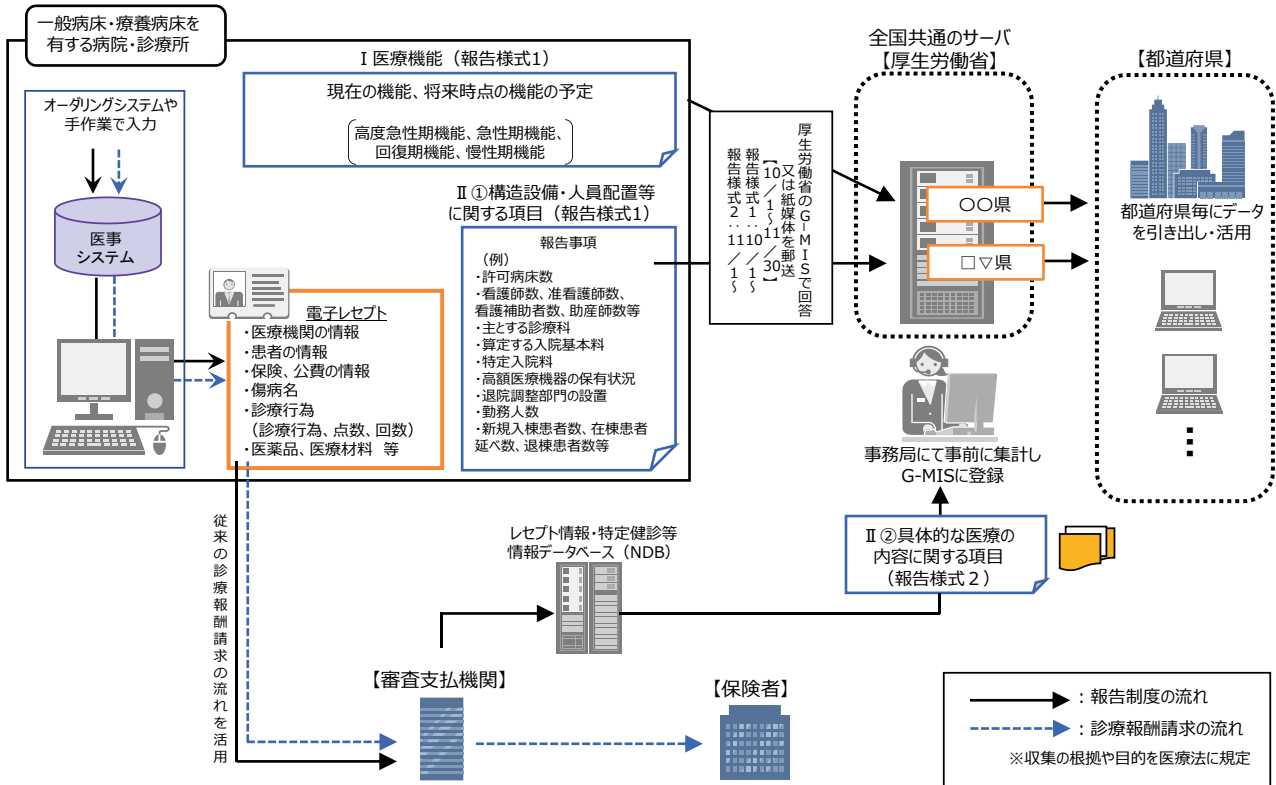 一般病床・療養病床を
有する病院・診療所
オーダリングシステムや
手作業で入力
医事
システム
電子レセプト
・医療機関の情報
・患者の情報
・保険、公費の情報
・傷病名
・診療行為
（診療行為、点数、回数）
・医薬品、医療材料 等
Ⅰ 医療機能（報告様式1）
現在の機能、将来時点の機能の予定
高度急性期機能、急性期機能、
回復期機能、慢性期機能
Ⅱ ①構造設備・人員配置等
に関する項目（報告様式1）
報告事項
（例）
・許可病床数
・看護師数、准看護師数、
看護補助者数、助産師数等
・主とする診療科
・算定する入院基本料
・特定入院料
・高額医療機器の保有状況
・退院調整部門の設置
・勤務人数
・新規入棟患者数、在棟患者
延べ数、退棟患者数等
厚生労働省のG-MISで回答
又は紙媒体を郵送
【10／1～11／30】
報告様式1：10／1～
報告様式2：11／1～
全国共通のサーバ
【厚生労働省】
〇〇県
□▽県
事務局にて事前に集計し
G-MISに登録
【都道府県】
都道府県毎にデータ
を引き出し・活用
Ⅱ ②具体的な医療の
内容に関する項目
（報告様式２）
レセプト情報・特定健診等
情報データベース（NDB）
従来の診療報酬請求の流れを活用
【審査支払機関】
【保険者】
：報告制度の流れ
：診療報酬請求の流れ
※収集の根拠や目的を医療法に規定